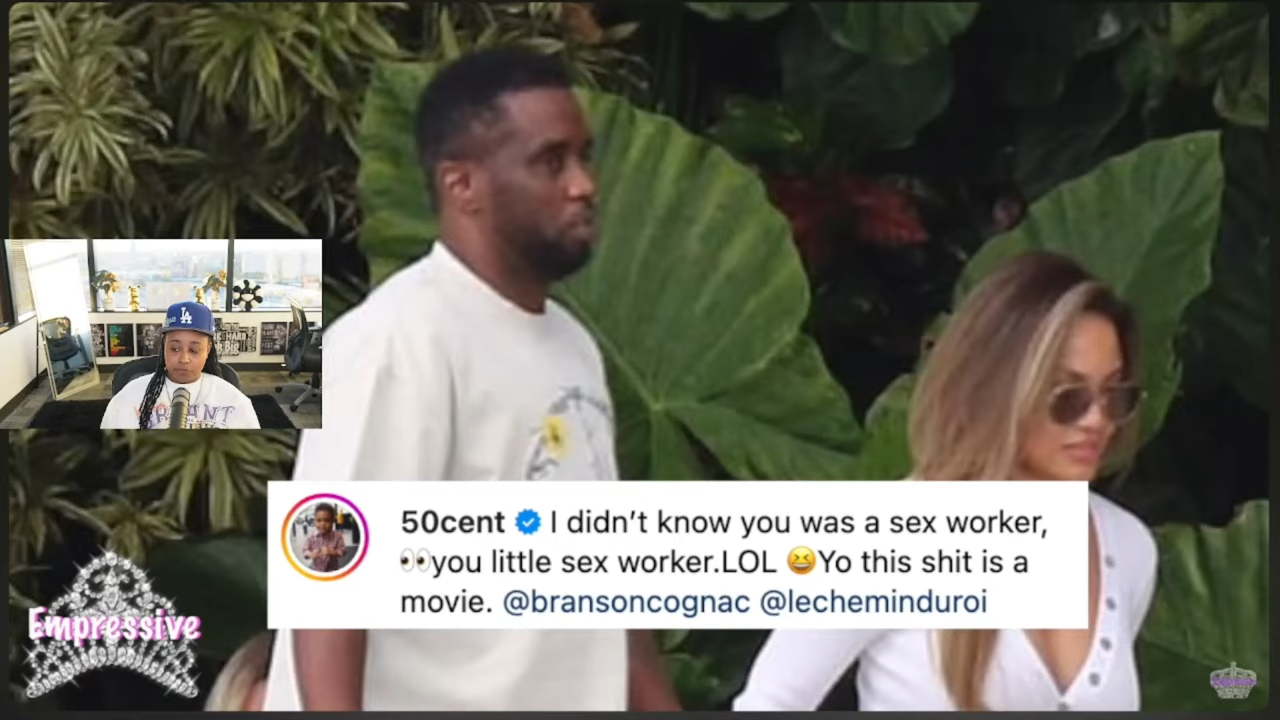 50cent I didn't know you was a sex worker,
👀you little sex worker.LOL 😆Yo this shit is a
movie. @bransoncognac @lecheminduroi
Empressive
LA